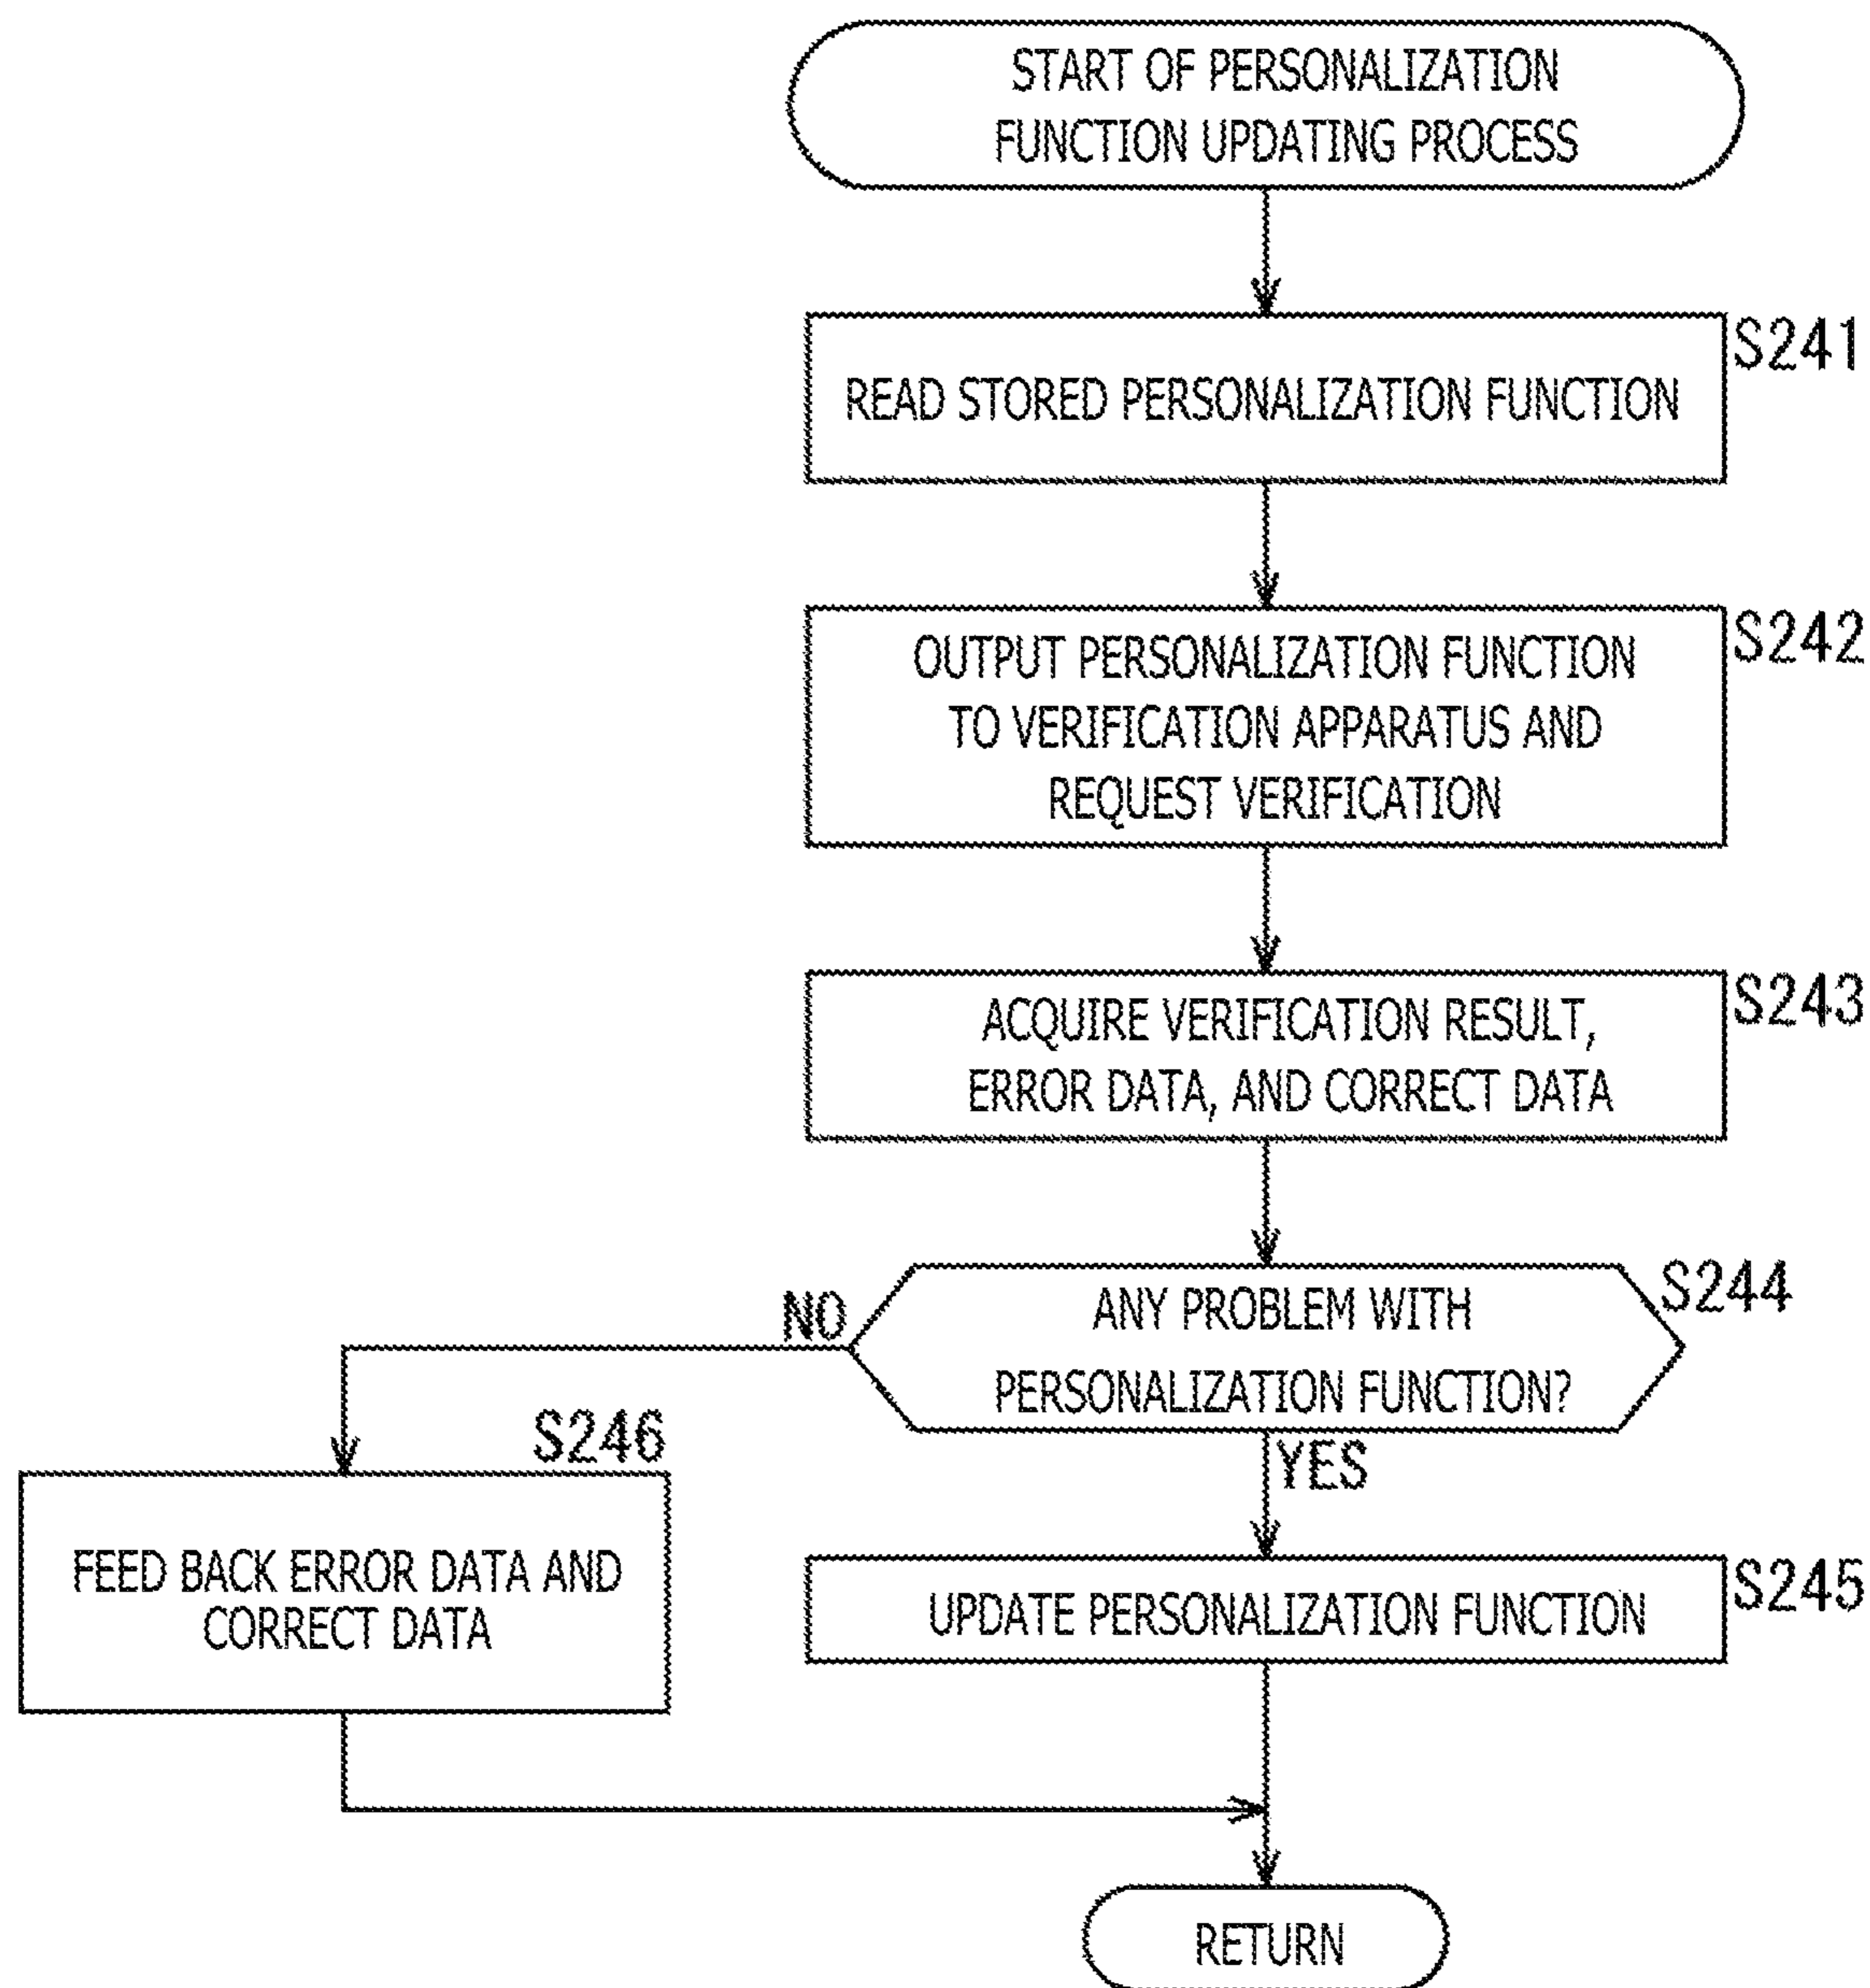 START OF PERSONALIZATION
FUNCTION UPDATING PROCESS
S241
READ STORED PERSONALIZATION FUNCTION
S242
OUTPUT PERSONALIZATION FUNCTION
TO VERIFICATION APPARATUS AND
REQUEST VERIFICATION
S243
ACQUIRE VERIFICATION RESULT,
ERROR DATA, AND CORRECT DATA
S244
ANY PROBLEM WITH
PERSONALIZATION FUNCTION?
NO
YES
S246
FEED BACK ERROR DATA AND
CORRECT DATA
S245
UPDATE PERSONALIZATION FUNCTION
RETURN